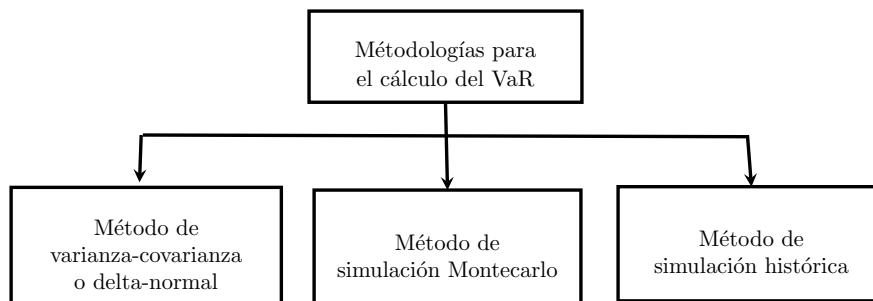 Métodologías para
el cálculo del VaR
Método de
varianza-covarianza
o delta-normal
Método de
simulación Montecarlo
Método de
simulación histórica